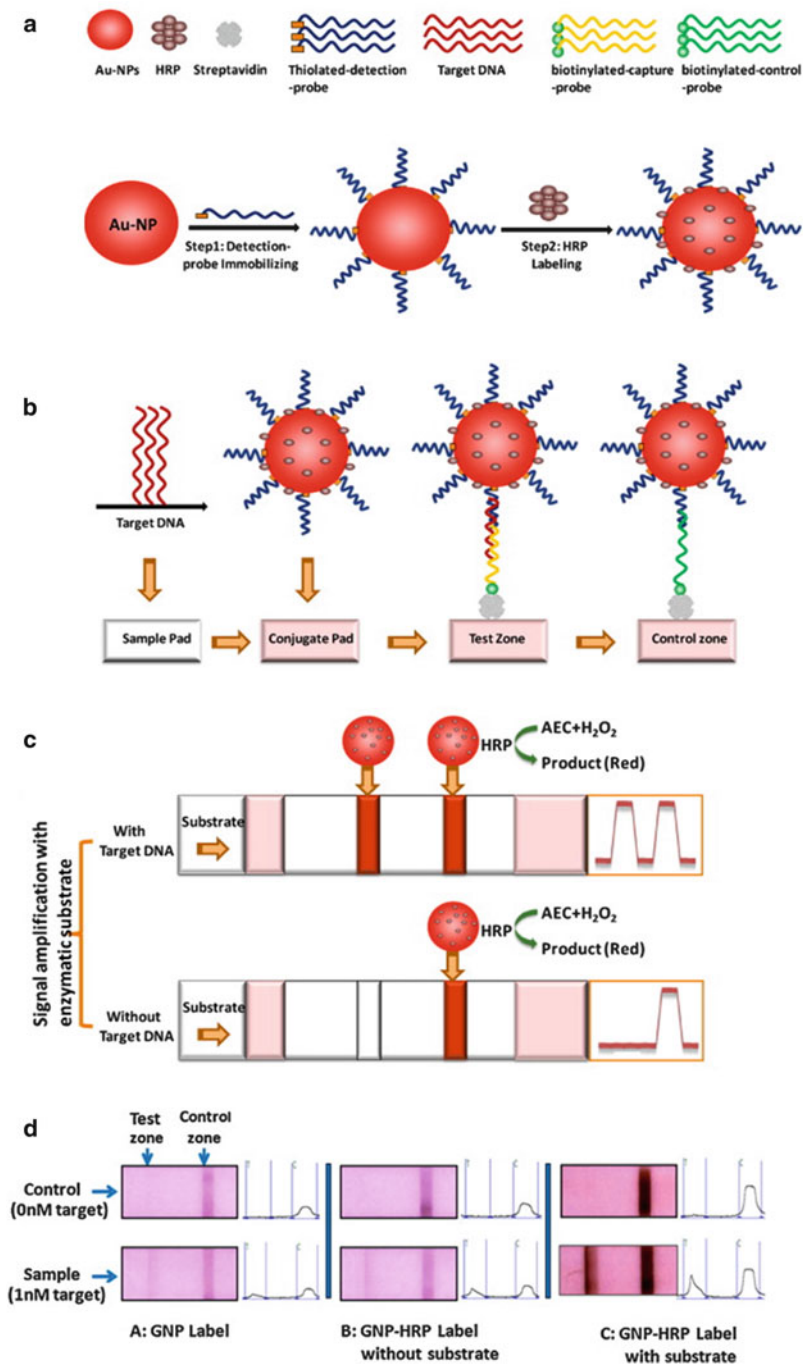 a
Au-NPs HRP Streptavidin Thiolated-detection -probe Target DNA biotinylated-capture -probe biotinylated-control -probe
Au-NP
Step1: Detection-
probe Immobilizing
Step2: HRP
Labeling
b
Target DNA
Sample Pad
Conjugate Pad
Test Zone
Control zone
c
Signal amplification with
enzymatic substrate
With
Target DNA
Substrate
HRP
AEC+H₂O₂
Product (Red)
Without
Target DNA
Substrate
HRP
AEC+H₂O₂
Product (Red)
d
Test
zone
Control
zone
Control
(0nM target)
Sample
(1nM target)
A: GNP Label
B: GNP-HRP Label
without substrate
C: GNP-HRP Label
with substrate